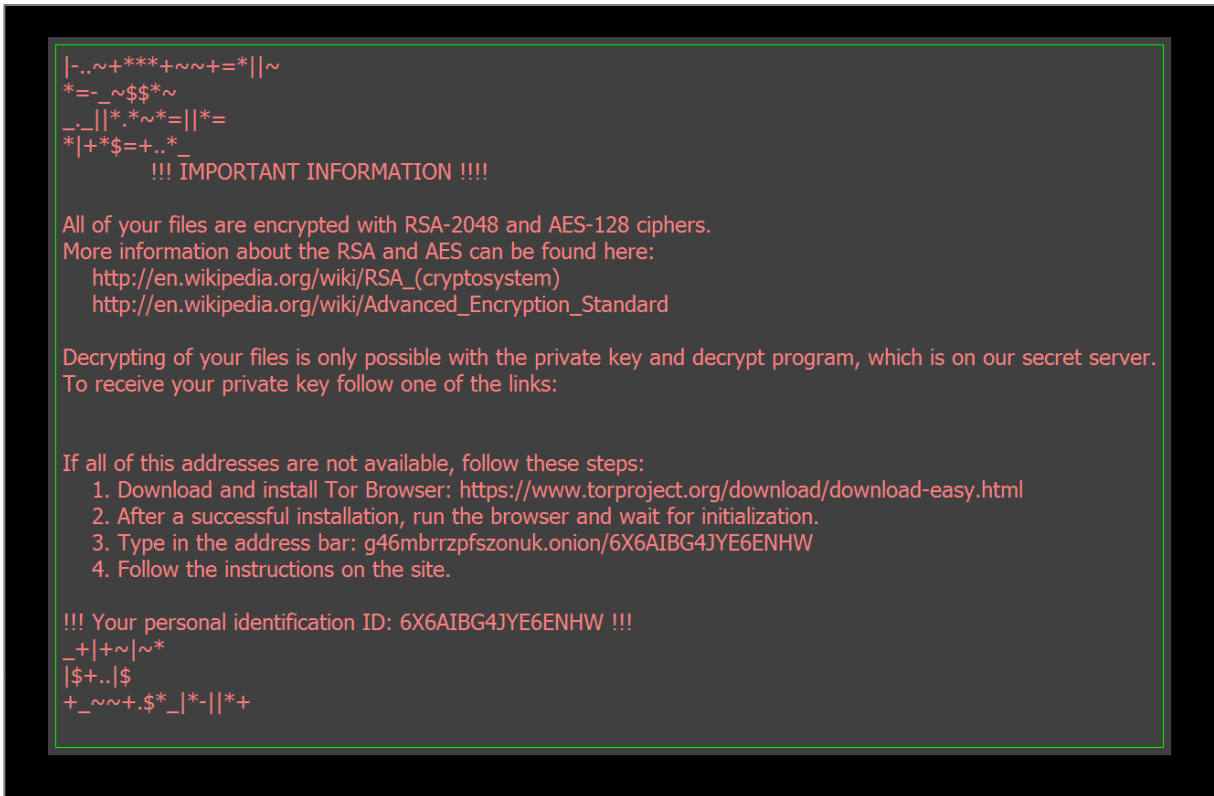 |-..~+***+~~+=*||~
*=-_~$$*~
_._||*.*~*=||*=
*|+*$=+..*_
!!! IMPORTANT INFORMATION !!!!
All of your files are encrypted with RSA-2048 and AES-128 ciphers.
More information about the RSA and AES can be found here:
http://en.wikipedia.org/wiki/RSA_(cryptosystem)
http://en.wikipedia.org/wiki/Advanced_Encryption_Standard
Decrypting of your files is only possible with the private key and decrypt program, which is on our secret server.
To receive your private key follow one of the links:
If all of this addresses are not available, follow these steps:
1. Download and install Tor Browser: https://www.torproject.org/download/download-easy.html
2. After a successful installation, run the browser and wait for initialization.
3. Type in the address bar: g46mbrrzpfszonuk.onion/6X6AIBG4JYE6ENHW
4. Follow the instructions on the site.
!!! Your personal identification ID: 6X6AIBG4JYE6ENHW !!!
_+|+~|~*
|$+..|$
+_~~+.$*_|*-||*+